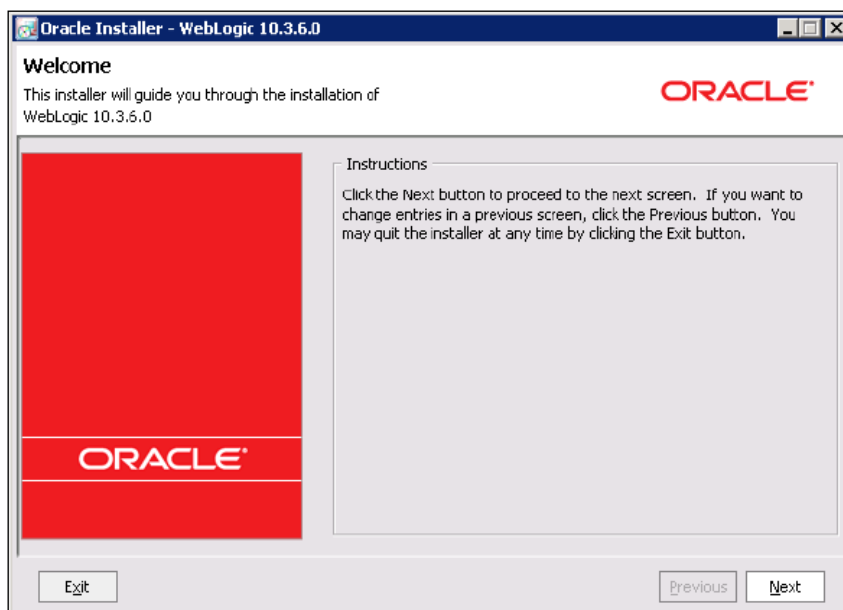 Oracle Installer - WebLogic 10.3.6.0
Welcome
This installer will guide you through the installation of
WebLogic 10.3.6.0
ORACLE
Instructions
Click the Next button to proceed to the next screen. If you want to
change entries in a previous screen, click the Previous button. You
may quit the installer at any time by clicking the Exit button.
ORACLE
Exit
Previous
Next